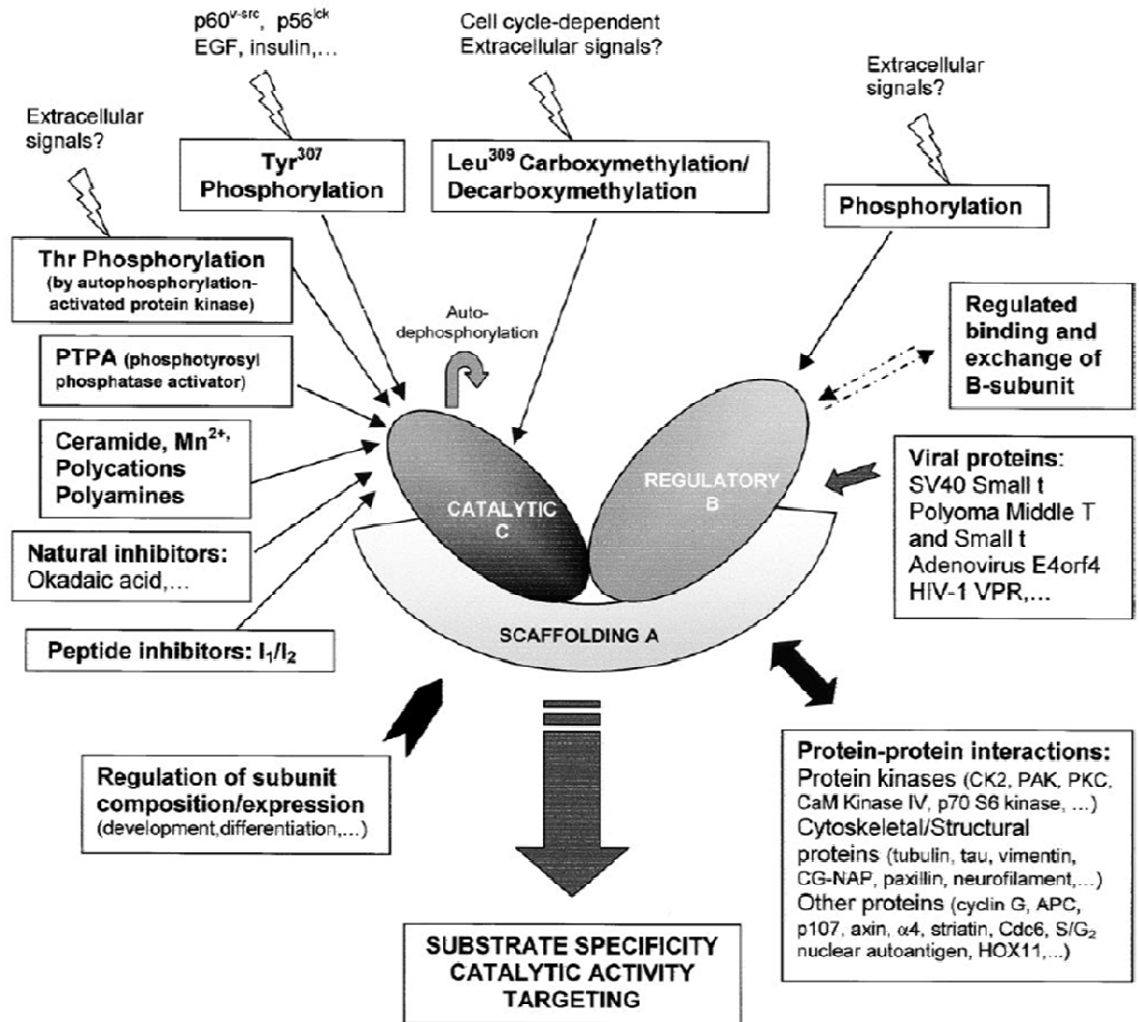 p60v-src, p56lck
EGF, insulin,...
Cell cycle-dependent
Extracellular signals?
Extracellular
signals?
Extracellular
signals?
Tyr307
Phosphorylation
Leu309 Carboxymethylation/
Decarboxymethylation
Phosphorylation
Thr Phosphorylation
(by autophosphorylation-
activated protein kinase)
Auto-
dephosphorylation
Regulated
binding and
exchange of
B-subunit
PTPA (phosphotyrosyl
phosphatase activator)
Ceramide, Mn2+,
Polycations
Polyamines
CATALYTIC
C
REGULATORY
B
Viral proteins:
SV40 Small t
Polyoma Middle T
and Small t
Adenovirus E4orf4
HIV-1 VPR,...
Natural inhibitors:
Okadaic acid,...
SCAFFOLDING A
Peptide inhibitors: I1/I2
Regulation of subunit
composition/expression
(development,differentiation,...)
Protein-protein interactions:
Protein kinases (CK2, PAK, PKC,
CaM Kinase IV, p70 S6 kinase, ...)
Cytoskeletal/Structural
proteins (tubulin, tau, vimentin,
CG-NAP, paxillin, neurofilament,...)
Other proteins (cyclin G, APC,
p107, axin, α4, striatin, Cdc6, S/G2
nuclear autoantigen, HOX11,...)
SUBSTRATE SPECIFICITY
CATALYTIC ACTIVITY
TARGETING